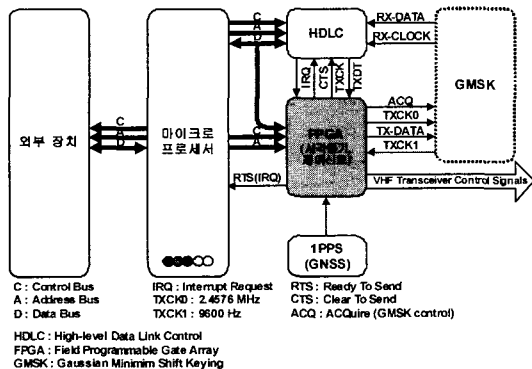 C
A
D
HDLC
RX-DATA
RX-CLOCK
GMSK
IRQ
CTS
TXCK
TXDT
외부 장치
C
A
D
마이크로
프로세서
C
A
FPGA
ACQ
TXCK0
TX-DATA
TXCK1
RTS(IRQ)
VHF Transceiver Control Signals
1PPS
(GNSS)
C : Control Bus
A : Address Bus
D : Data Bus
IRQ : Interrupt Request
TXCK0 : 2.4576 MHz
TXCK1 : 9600 Hz
RTS : Ready To Send
CTS : Clear To Send
ACQ : ACquire (GMSK control)
HDLC : High-level Data Link Control
FPGA : Field Programmable Gate Array
GMSK : Gaussian Minimim Shift Keying